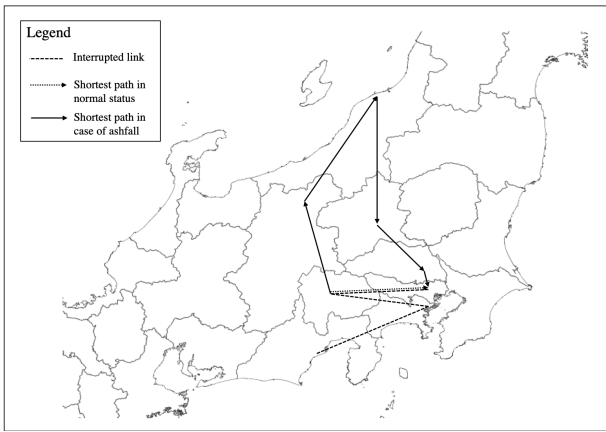 Legend
Interrupted link
Shortest path in
normal status
Shortest path in
case of ashfall